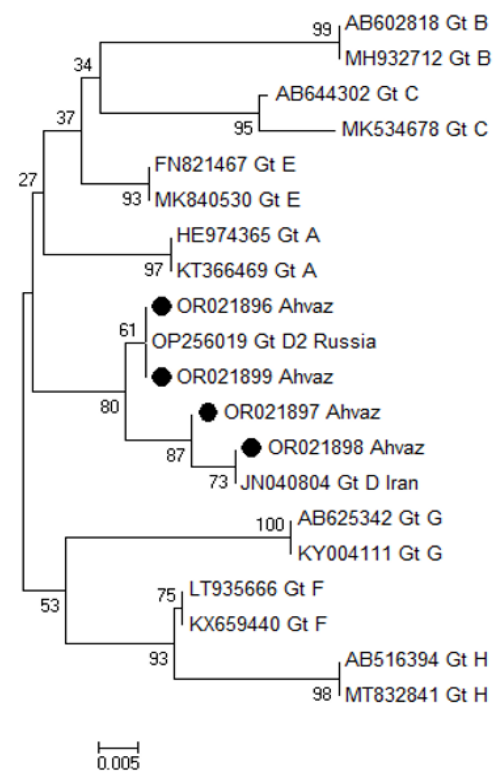 99
AB602818 Gt B
MH932712 Gt B
34
AB644302 Gt C
95
MK534678 Gt C
37
FN821467 Gt E
93
MK840530 Gt E
27
HE974365 Gt A
97
KT366469 Gt A
OR021896 Ahvaz
61
OP256019 Gt D2 Russia
OR021899 Ahvaz
80
OR021897 Ahvaz
87
OR021898 Ahvaz
73
JN040804 Gt D Iran
100
AB625342 Gt G
KY004111 Gt G
53
75
LT935666 Gt F
KX659440 Gt F
93
AB516394 Gt H
98
MT832841 Gt H
0.005